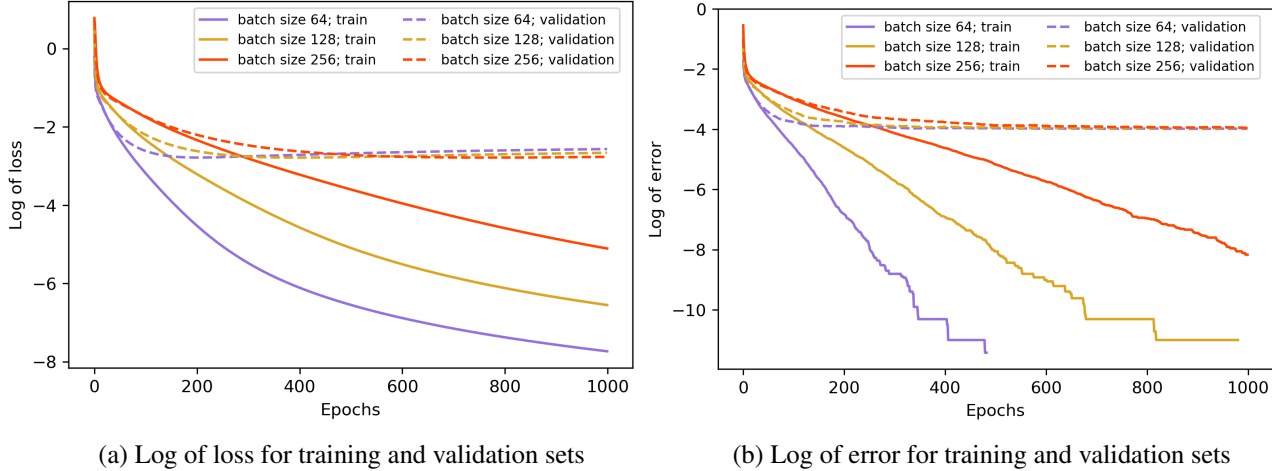 batch size 64; train
batch size 128; train
batch size 256; train
batch size 64; validation
batch size 128; validation
batch size 256; validation
Log of loss
0
−2
−4
−6
−8
0 200 400 600 800 1000
Epochs
(a) Log of loss for training and validation sets
batch size 64; train
batch size 128; train
batch size 256; train
batch size 64; validation
batch size 128; validation
batch size 256; validation
Log of error
0
−2
−4
−6
−8
−10
0 200 400 600 800 1000
Epochs
(b) Log of error for training and validation sets